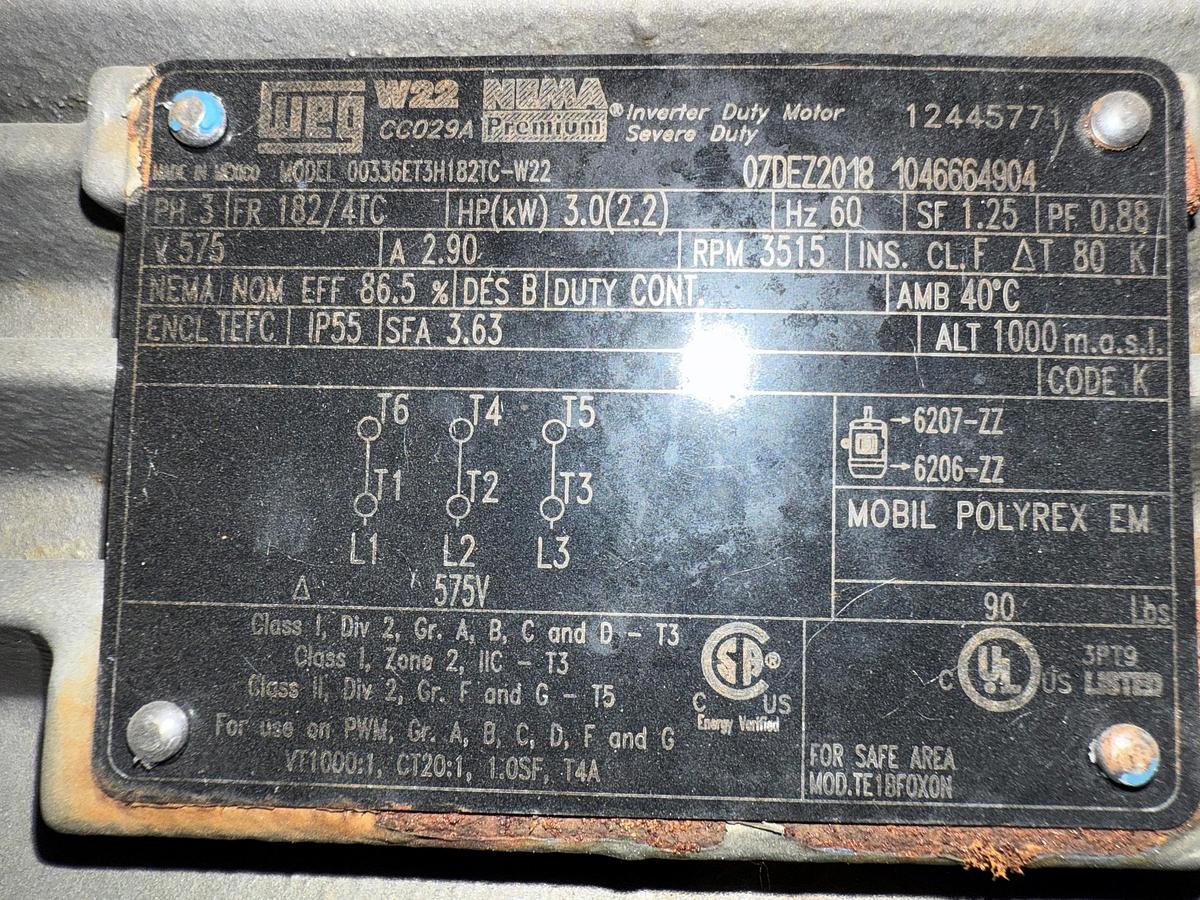 WEG W22 NEMA Premium® Inverter Duty Motor 12445771
CC029A Severe Duty
MADE IN MEXICO MODEL 00336ET3H182TC-W22 07DEZ2018 1046664904
PH 3 FR 182/4TC HP(kW) 3.0(2.2) Hz 60 SF 1.25 PF 0.88
V 575 A 2.90 RPM 3515 INS. CL. F ΔT 80 K
NEMA NOM EFF 86.5 % DES B DUTY CONT. AMB 40°C
ENCL TEFC IP55 SFA 3.63 ALT 1000 m.a.s.l.
CODE K
T6 T4 T5
T1 T2 T3
L1 L2 L3
Δ 575V
6207-ZZ
6206-ZZ
MOBIL POLYREX EM
90 Lbs
Class I, Div 2, Gr. A, B, C and D - T3
Class I, Zone 2, IIC - T3
Class II, Div 2, Gr. F and G - T5
For use on PWM, Gr. A, B, C, D, F and G
VT1000:1, CT20:1, 1.0SF, T4A
SA® C US
Energy Verified
C UL US 3PT9
LISTED
FOR SAFE AREA
MOD.TE1BF0X0N